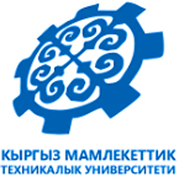 КЫРГЫЗ МАМЛЕКЕТТИК
ТЕХНИКАЛЫК УНИВЕРСИТЕТИ